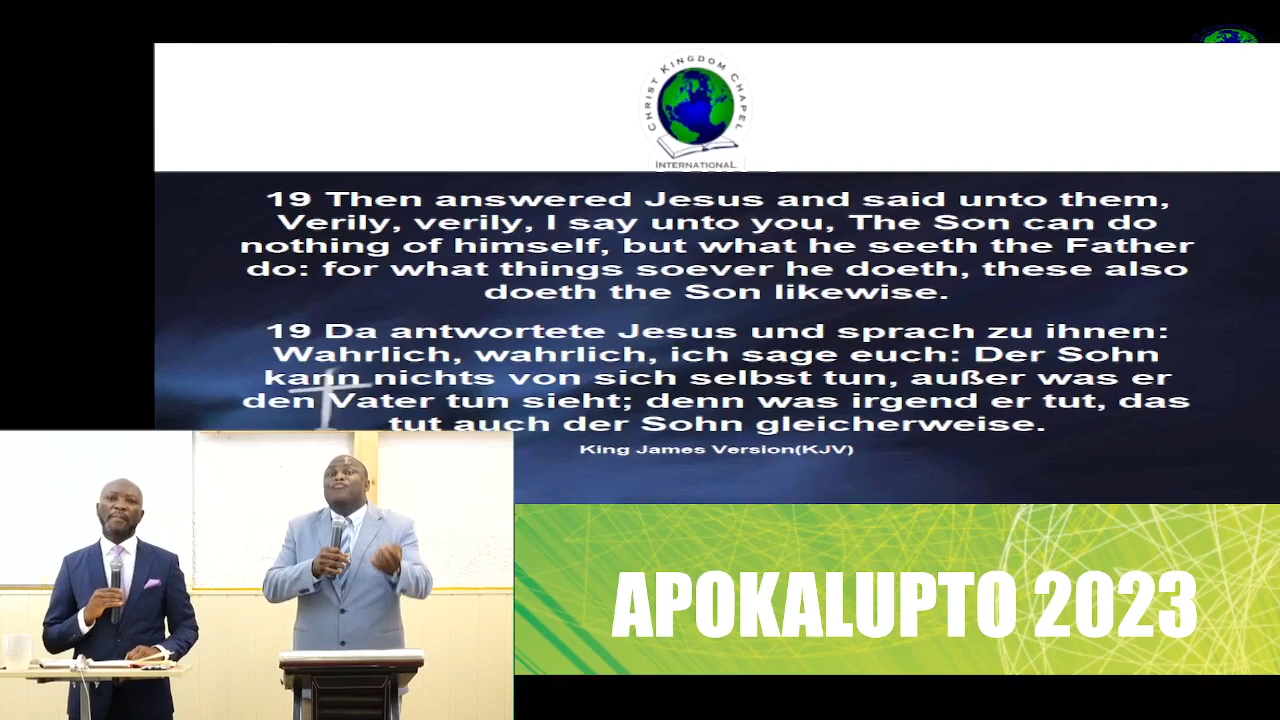 CHRIST KINGDOM CHAPEL
INTERNATIONAL
19 Then answered Jesus and said unto them,
Verily, verily, I say unto you, The Son can do
nothing of himself, but what he seeth the Father
do: for what things soever he doeth, these also
doeth the Son likewise.
19 Da antwortete Jesus und sprach zu ihnen:
Wahrlich, wahrlich, ich sage euch: Der Sohn
kann nichts von sich selbst tun, außer was er
den Vater tun sieht; denn was irgend er tut, das
tut auch der Sohn gleicherweise.
King James Version(KJV)
APOKALUPTO 2023